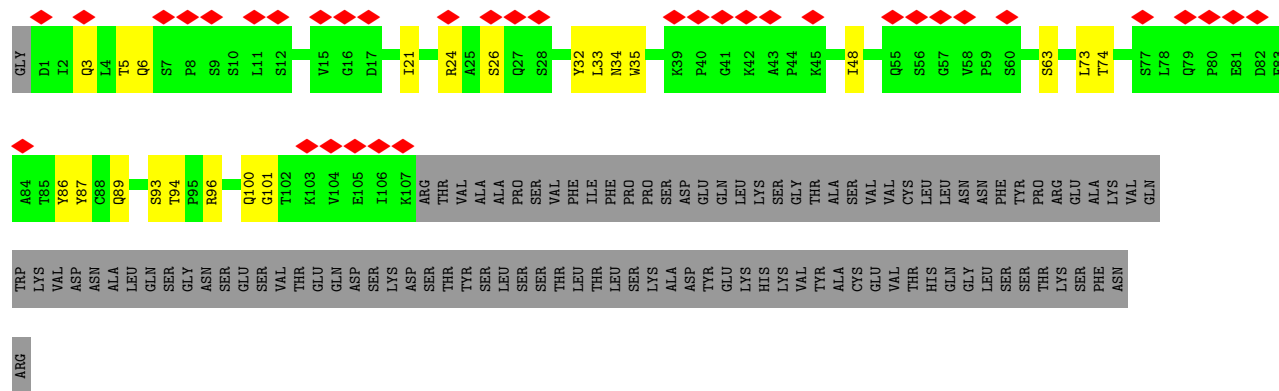 GLY D1 I2 Q3 L4 T5 Q6 S7 P8 S9 S10 L11 S12 V15 G16 D17 I21 R24 A25 S26 Q27 S28 Y32 L33 N34 W35 K39 P40 G41 K42 A43 P44 K45 I48 Q55 S56 G57 V58 P59 S60 S63 L73 T74 S77 L78 Q79 P80 E81 D82
A84 T85 Y86 Y87 C88 Q89 S93 T94 P95 R96 Q100 G101 T102 K103 V104 E105 I106 K107 ARG THR VAL ALA ALA PRO SER VAL PHE ILE PHE PRO PRO SER ASP GLU GLN LEU LYS SER GLY THR ALA SER VAL VAL CYS LEU LEU ASN ASN PHE TYR PRO ARG GLU ALA LYS VAL GLN
TRP LYS VAL ASP ASN ALA LEU GLN SER GLY ASN SER GLU SER VAL THR GLU GLN ASP SER LYS ASP SER THR TYR SER LEU SER SER THR LEU THR LEU SER LYS ALA ASP TYR GLU LYS HIS LYS VAL TYR ALA CYS GLU VAL THR HIS GLN GLY LEU SER SER THR LYS SER PHE ASN
ARG